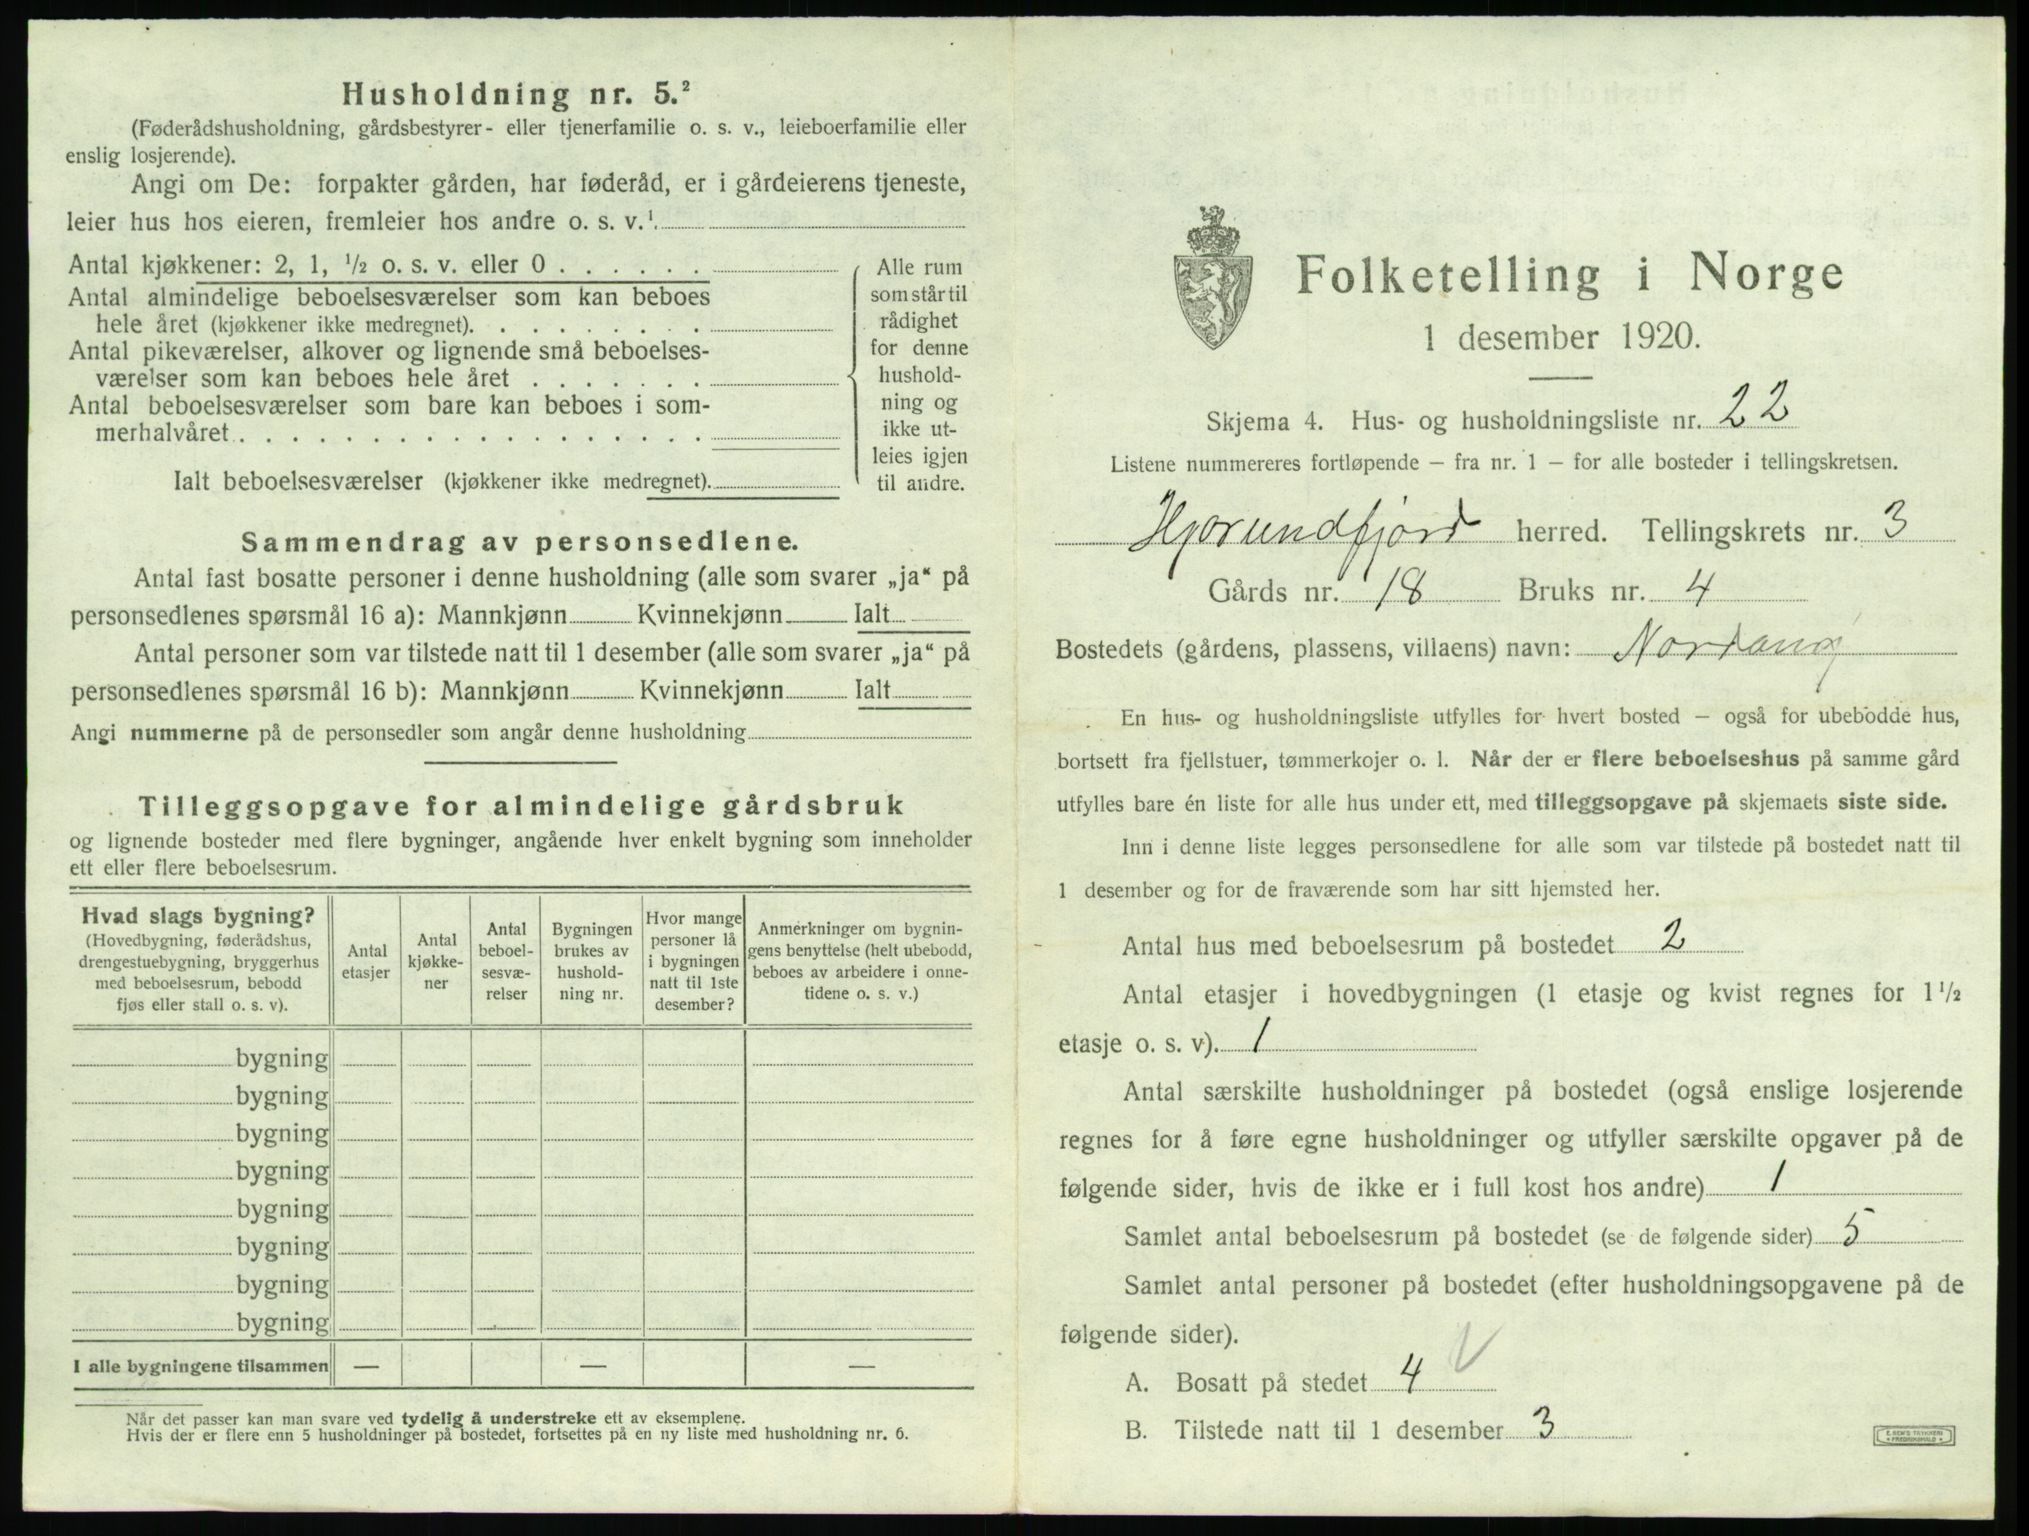 Husholdning nr. 5.²
(Føderådshusholdning, gårdsbestyrer- eller tjenerfamilie o. s. v., leieboerfamilie eller
enslig losjerende).
Angi om De: forpakter gården, har føderåd, er i gårdeierens tjeneste,
leier hus hos eieren, fremleier hos andre o. s. v.¹
Antal kjøkkener: 2, 1, ½ o. s. v. eller 0 . . . . . .
Antal almindelige beboelsesværelser som kan beboes
hele året (kjøkkener ikke medregnet). . . . . . . . .
Antal pikeværelser, alkover og lignende små beboelses-
værelser som kan beboes hele året . . . . . . .
Antal beboelsesværelser som bare kan beboes i som-
merhalvåret . . . . . . . . . . . . . . . . . .
Ialt beboelsesværelser (kjøkkener ikke medregnet).
Alle rum
som står til
rådighet
for denne
hushold-
ning og
ikke ut-
leies igjen
til andre.
Sammendrag av personsedlene.
Antal fast bosatte personer i denne husholdning (alle som svarer „ja“ på
personsedlenes spørsmål 16 a): Mannkjønn Kvinnekjønn Ialt
Antal personer som var tilstede natt til 1 desember (alle som svarer „ja“ på
personsedlenes spørsmål 16 b): Mannkjønn Kvinnekjønn Ialt
Angi nummerne på de personsedler som angår denne husholdning
Tilleggsopgave for almindelige gårdsbruk
og lignende bosteder med flere bygninger, angående hver enkelt bygning som inneholder
ett eller flere beboelsesrum.
Hvad slags bygning?
(Hovedbygning, føderådshus,
drengestuebygning, bryggerhus
med beboelsesrum, bebodd
fjøs eller stall o. s. v).
Antal
etasjer
Antal
kjøkke-
ner
Antal
beboel-
sesvæ-
relser
Bygningen
brukes av
hushold-
ning nr.
Hvor mange
personer lå
i bygningen
natt til 1ste
desember?
Anmerkninger om bygnin-
gens benyttelse (helt ubebodd,
beboes av arbeidere i onne-
tidene o. s. v.)
bygning
bygning
bygning
bygning
bygning
bygning
bygning
bygning
I alle bygningene tilsammen — — —
Når det passer kan man svare ved tydelig å understreke ett av eksemplene.
Hvis der er flere enn 5 husholdninger på bostedet, fortsettes på en ny liste med husholdning nr. 6.
Folketelling i Norge
1 desember 1920.
Skjema 4. Hus- og husholdningsliste nr. 22
Listene nummereres fortløpende – fra nr. 1 – for alle bosteder i tellingskretsen.
Hjørundfjord herred. Tellingskrets nr. 3
Gårds nr. 18 Bruks nr. 4
Bostedets (gårdens, plassens, villaens) navn: Nordang
En hus- og husholdningsliste utfylles for hvert bosted – også for ubebodde hus,
bortsett fra fjellstuer, tømmerkojer o. l. Når der er flere beboelseshus på samme gård
utfylles bare én liste for alle hus under ett, med tilleggsopgave på skjemaets siste side.
Inn i denne liste legges personsedlene for alle som var tilstede på bostedet natt til
1 desember og for de fraværende som har sitt hjemsted her.
Antal hus med beboelsesrum på bostedet 2
Antal etasjer i hovedbygningen (1 etasje og kvist regnes for 1½
etasje o. s. v). 1
Antal særskilte husholdninger på bostedet (også enslige losjerende
regnes for å føre egne husholdninger og utfyller særskilte opgaver på de
følgende sider, hvis de ikke er i full kost hos andre) 1
Samlet antal beboelsesrum på bostedet (se de følgende sider) 5
Samlet antal personer på bostedet (efter husholdningsopgavene på de
følgende sider).
A. Bosatt på stedet 4
B. Tilstede natt til 1 desember 3